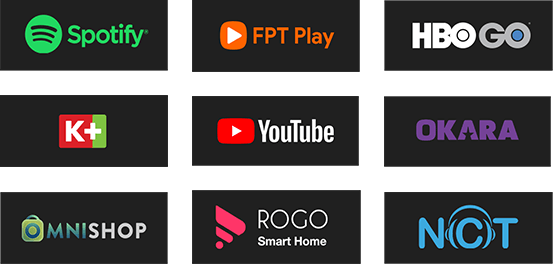 Spotify®
FPT Play
HBO GO
K+
YouTube
OKARA
OMNISHOP
ROGO
Smart Home
NCT